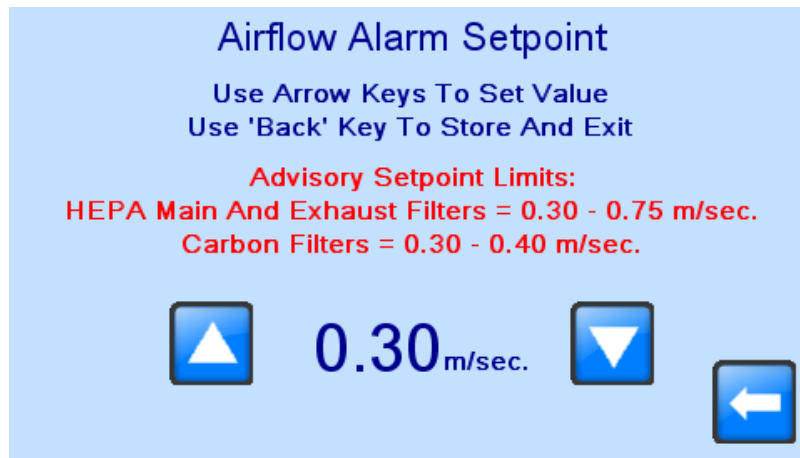 Airflow Alarm Setpoint
Use Arrow Keys To Set Value
Use 'Back' Key To Store And Exit
Advisory Setpoint Limits:
HEPA Main And Exhaust Filters = 0.30 - 0.75 m/sec.
Carbon Filters = 0.30 - 0.40 m/sec.
0.30 m/sec.